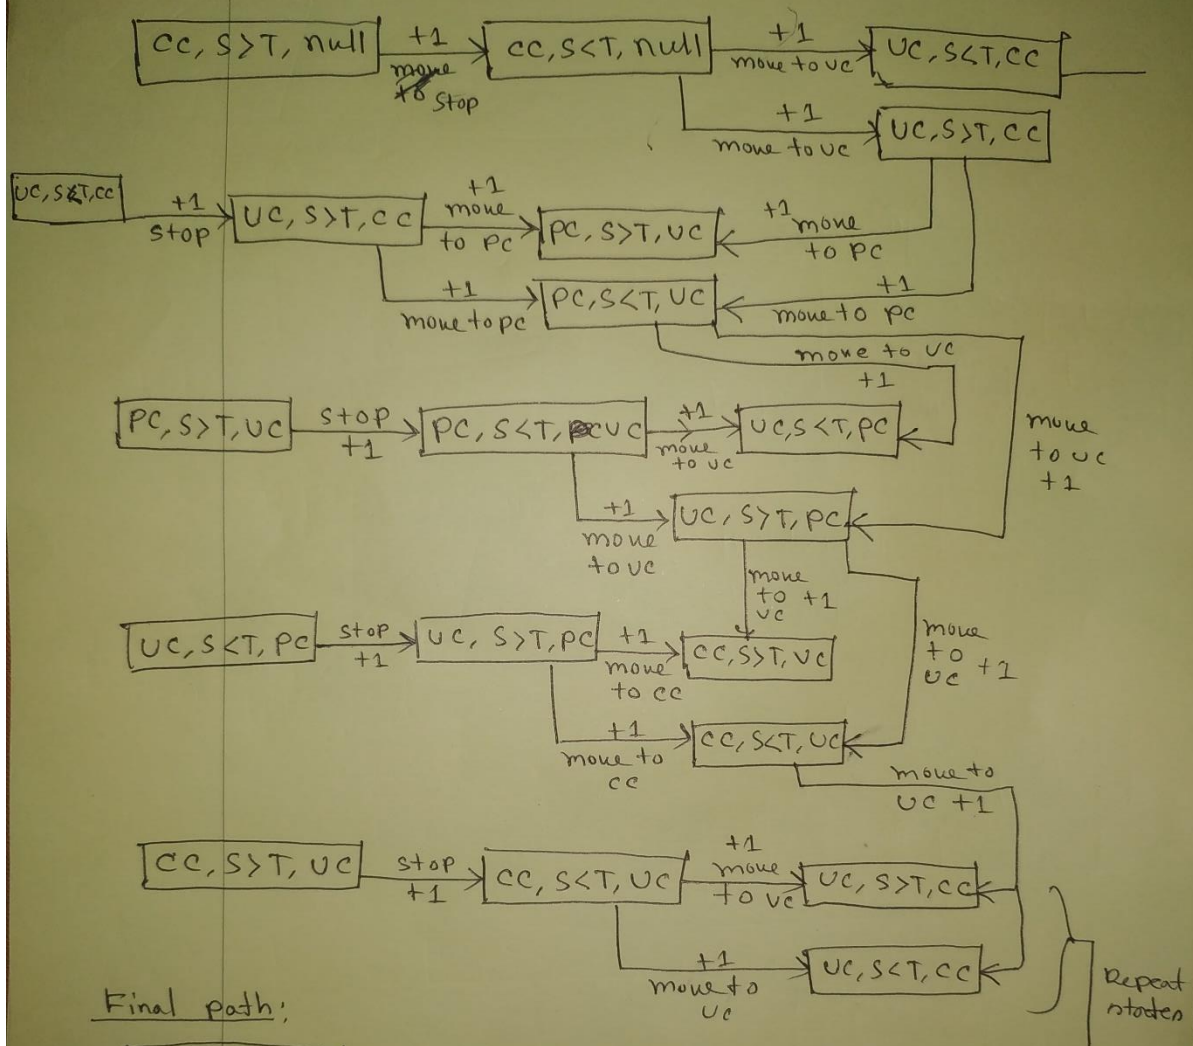 CC, S>T, null
+1
move
to stop
CC, S<T, null
+1
move to UC
UC, S<T, CC
+1
move to UC
UC, S>T, CC
UC, S<T, CC
+1
stop
UC, S>T, CC
+1
move
to PC
PC, S>T, UC
+1
move
to PC
+1
move to PC
PC, S<T, UC
+1
move to PC
move to UC
+1
move
to UC
+1
PC, S>T, UC
stop
+1
PC, S<T, UC
+1
move
to UC
UC, S<T, PC
+1
move
to UC
UC, S>T, PC
move
to +1
UC
move
to
UC +1
UC, S<T, PC
stop
+1
UC, S>T, PC
+1
move
to CC
CC, S>T, UC
+1
move to
CC
CC, S<T, UC
move to
UC +1
CC, S>T, UC
stop
+1
CC, S<T, UC
+1
move
to UC
UC, S>T, CC
+1
move to
UC
UC, S<T, CC
Repeat
states
Final path: